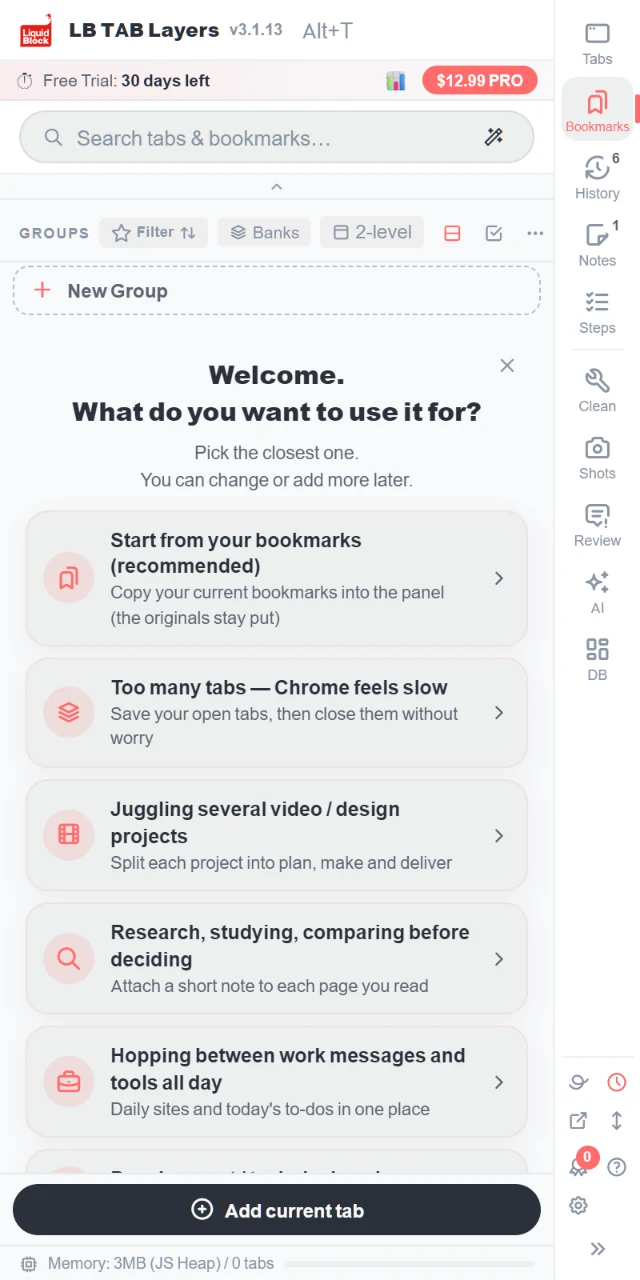 Liquid
Block
LB TAB Layers v3.1.13 Alt+T
Free Trial: 30 days left
$12.99 PRO
Search tabs & bookmarks…
GROUPS
Filter
Banks
2-level
New Group
Welcome.
What do you want to use it for?
Pick the closest one.
You can change or add more later.
Start from your bookmarks
(recommended)
Copy your current bookmarks into the panel
(the originals stay put)
Too many tabs — Chrome feels slow
Save your open tabs, then close them without
worry
Juggling several video / design
projects
Split each project into plan, make and deliver
Research, studying, comparing before
deciding
Attach a short note to each page you read
Hopping between work messages and
tools all day
Daily sites and today's to-dos in one place
Add current tab
Memory: 3MB (JS Heap) / 0 tabs
Tabs
Bookmarks
6
History
1
Notes
Steps
Clean
Shots
Review
AI
DB
0